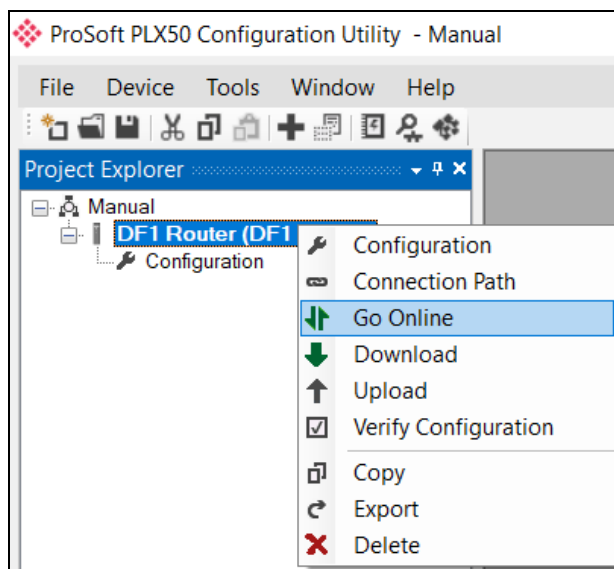 ProSoft PLX50 Configuration Utility - Manual
File Device Tools Window Help
Project Explorer
Manual
DF1 Router (DF1
Configuration
Configuration
Connection Path
Go Online
Download
Upload
Verify Configuration
Copy
Export
Delete